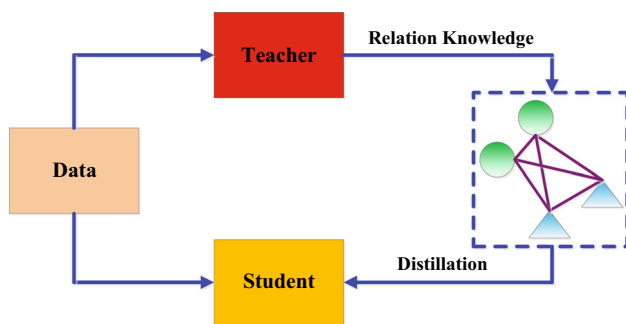 Teacher
Relation Knowledge
Data
Student
Distillation